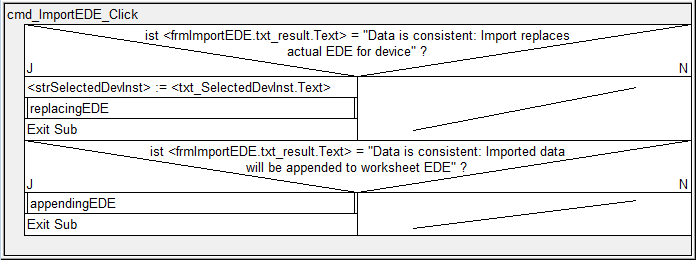 cmd_ImportEDE_Click
ist <frmImportEDE.txt_result.Text> = "Data is consistent: Import replaces
actual EDE for device" ?
J
N
<strSelectedDevInst> := <txt_SelectedDevInst.Text>
replacingEDE
Exit Sub
ist <frmImportEDE.txt_result.Text> = "Data is consistent: Imported data
will be appended to worksheet EDE" ?
J
N
appendingEDE
Exit Sub